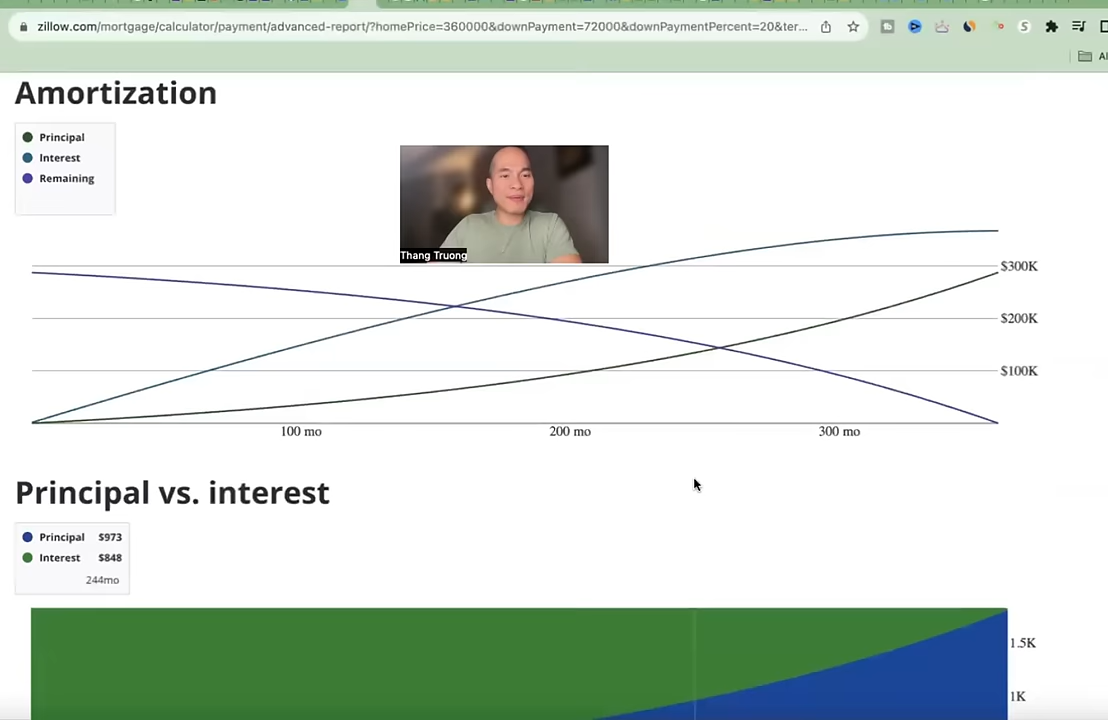 zillow.com/mortgage/calculator/payment/advanced-report/?homePrice=360000&downPayment=72000&downPaymentPercent=20&ter...
Amortization
Principal
Interest
Remaining
Thang Truong
$300K
$200K
$100K
100 mo
200 mo
300 mo
Principal vs. interest
Principal $973
Interest $848
244mo
1.5K
1K